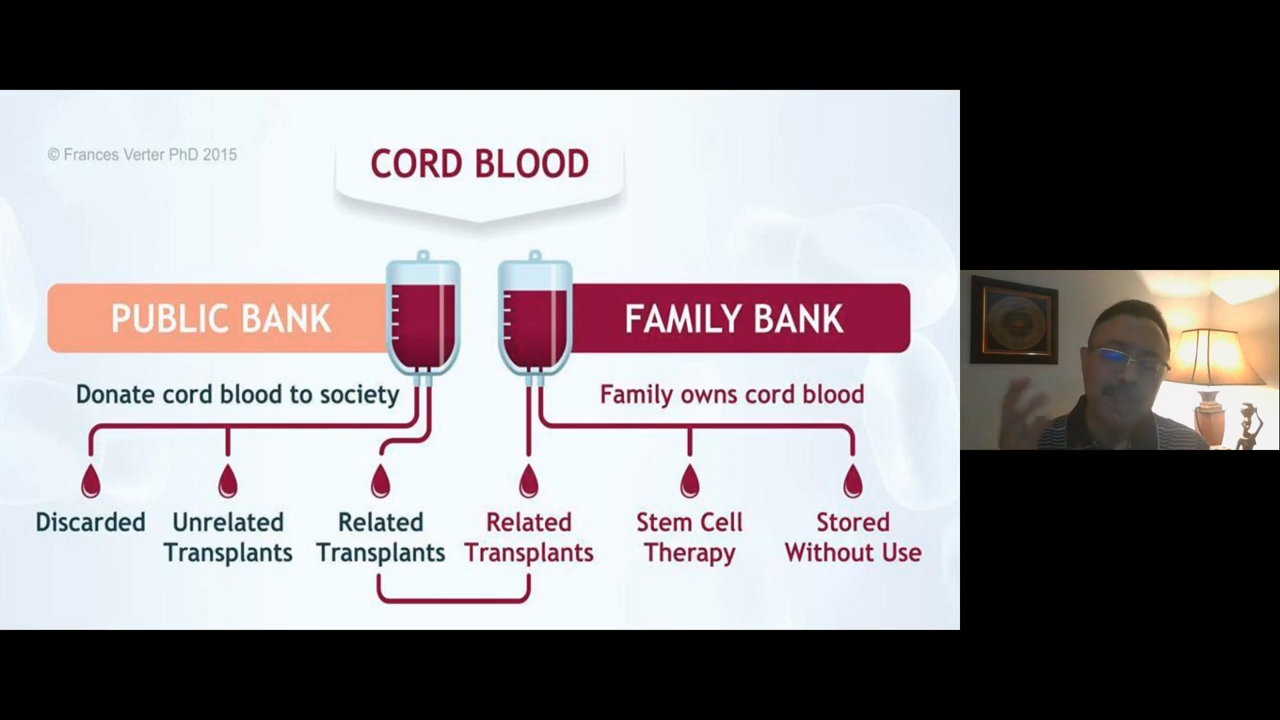 © Frances Verter PhD 2015
CORD BLOOD
PUBLIC BANK
FAMILY BANK
Donate cord blood to society
Family owns cord blood
Discarded
Unrelated
Transplants
Related
Transplants
Related
Transplants
Stem Cell
Therapy
Stored
Without Use